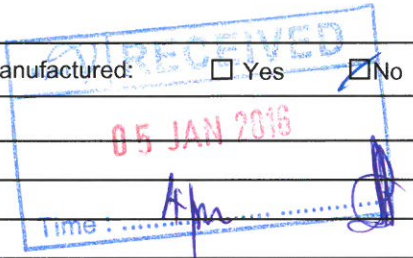 RECEIVED
anufactured: ☐ Yes ☑ No
05 JAN 2016
Time : 4pm